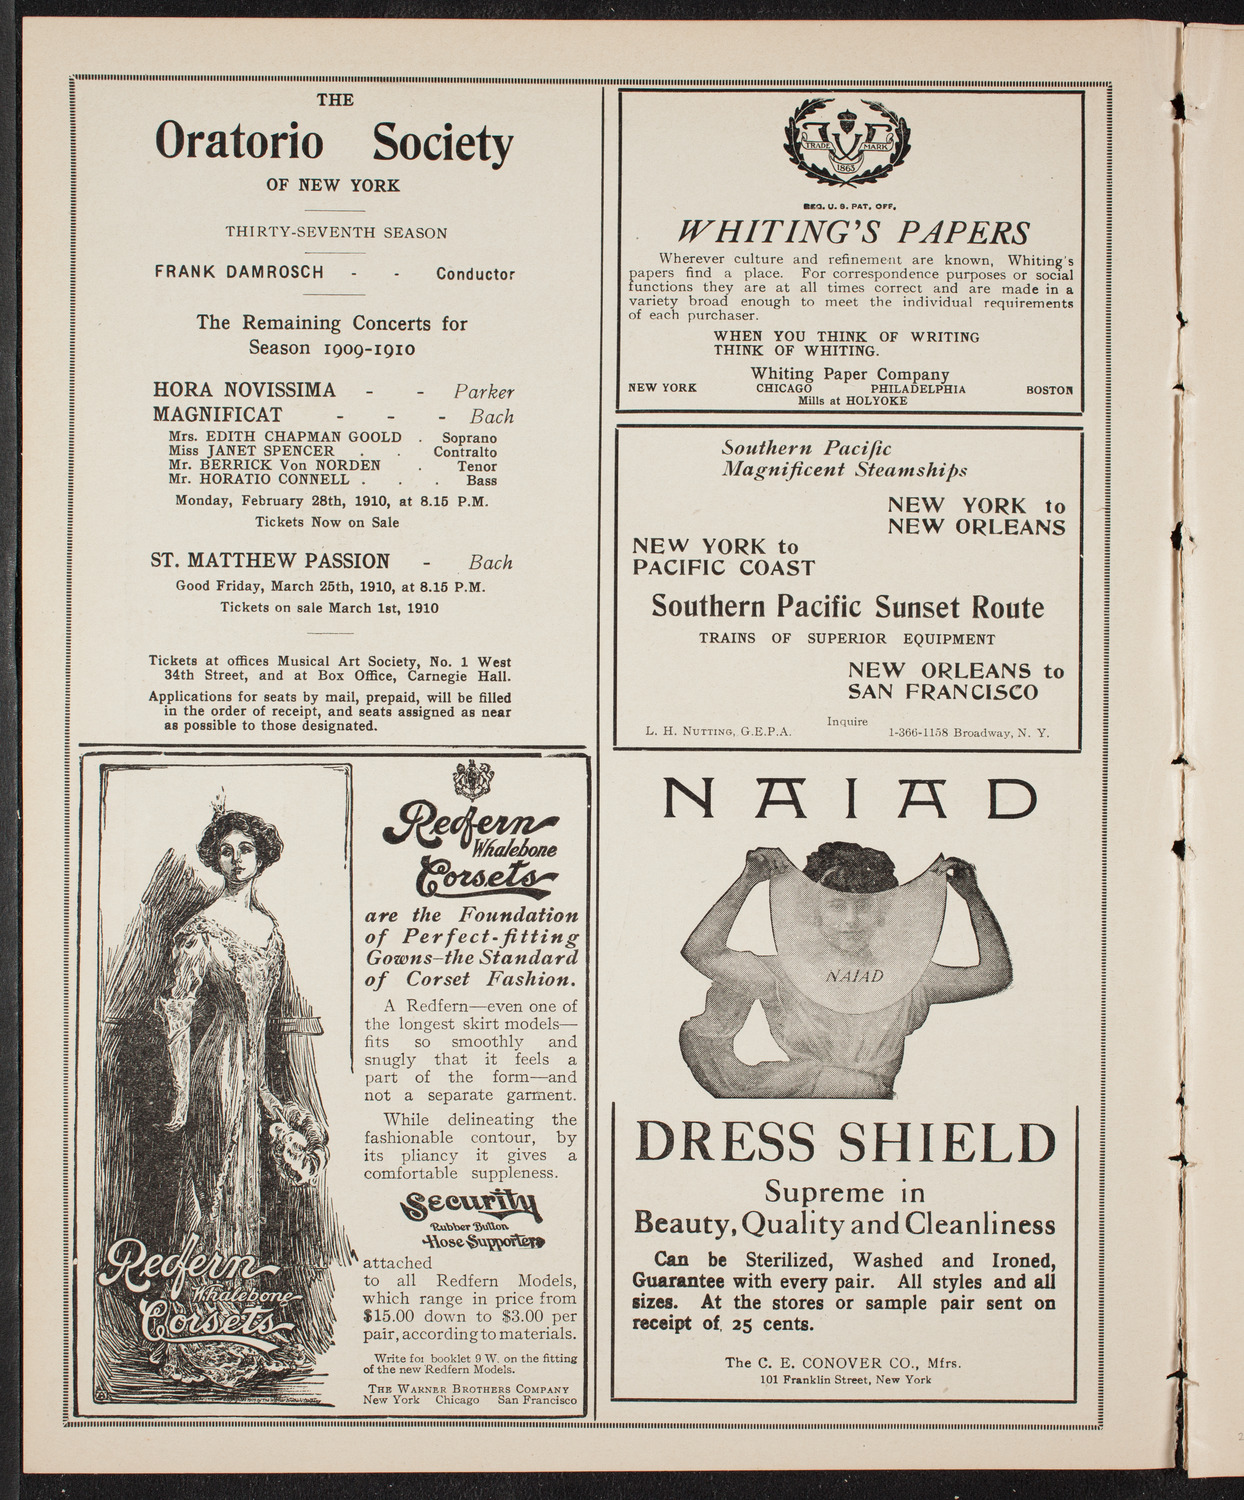 THE
Oratorio Society
OF NEW YORK
THIRTY-SEVENTH SEASON
FRANK DAMROSCH - - Conductor
The Remaining Concerts for
Season 1909-1910
HORA NOVISSIMA - - Parker
MAGNIFICAT - - - Bach
Mrs. EDITH CHAPMAN GOOLD . Soprano
Miss JANET SPENCER . . Contralto
Mr. BERRICK Von NORDEN . Tenor
Mr. HORATIO CONNELL . . . Bass
Monday, February 28th, 1910, at 8.15 P.M.
Tickets Now on Sale
ST. MATTHEW PASSION - Bach
Good Friday, March 25th, 1910, at 8.15 P.M.
Tickets on sale March 1st, 1910
Tickets at offices Musical Art Society, No. 1 West
34th Street, and at Box Office, Carnegie Hall.
Applications for seats by mail, prepaid, will be filled
in the order of receipt, and seats assigned as near
as possible to those designated.
Redfern
Whalebone
Corsets
are the Foundation
of Perfect-fitting
Gowns—the Standard
of Corset Fashion.
A Redfern—even one of
the longest skirt models—
fits so smoothly and
snugly that it feels a
part of the form—and
not a separate garment.
While delineating the
fashionable contour, by
its pliancy it gives a
comfortable suppleness.
Security
Rubber Button
Hose Supporters
attached
to all Redfern Models,
which range in price from
$15.00 down to $3.00 per
pair, according to materials.
Write for booklet 9 W. on the fitting
of the new Redfern Models.
THE WARNER BROTHERS COMPANY
New York Chicago San Francisco
Redfern
Whalebone
Corsets
TRADE MARK
1865
REG. U. S. PAT. OFF.
WHITING'S PAPERS
Wherever culture and refinement are known, Whiting's
papers find a place. For correspondence purposes or social
functions they are at all times correct and are made in a
variety broad enough to meet the individual requirements
of each purchaser.
WHEN YOU THINK OF WRITING
THINK OF WHITING.
Whiting Paper Company
NEW YORK CHICAGO PHILADELPHIA BOSTON
Mills at HOLYOKE
Southern Pacific
Magnificent Steamships
NEW YORK to
NEW ORLEANS
NEW YORK to
PACIFIC COAST
Southern Pacific Sunset Route
TRAINS OF SUPERIOR EQUIPMENT
NEW ORLEANS to
SAN FRANCISCO
Inquire
L. H. NUTTING, G.E.P.A. 1-366-1158 Broadway, N. Y.
NAIAD
NAIAD
DRESS SHIELD
Supreme in
Beauty, Quality and Cleanliness
Can be Sterilized, Washed and Ironed,
Guarantee with every pair. All styles and all
sizes. At the stores or sample pair sent on
receipt of 25 cents.
The C. E. CONOVER CO., Mfrs.
101 Franklin Street, New York